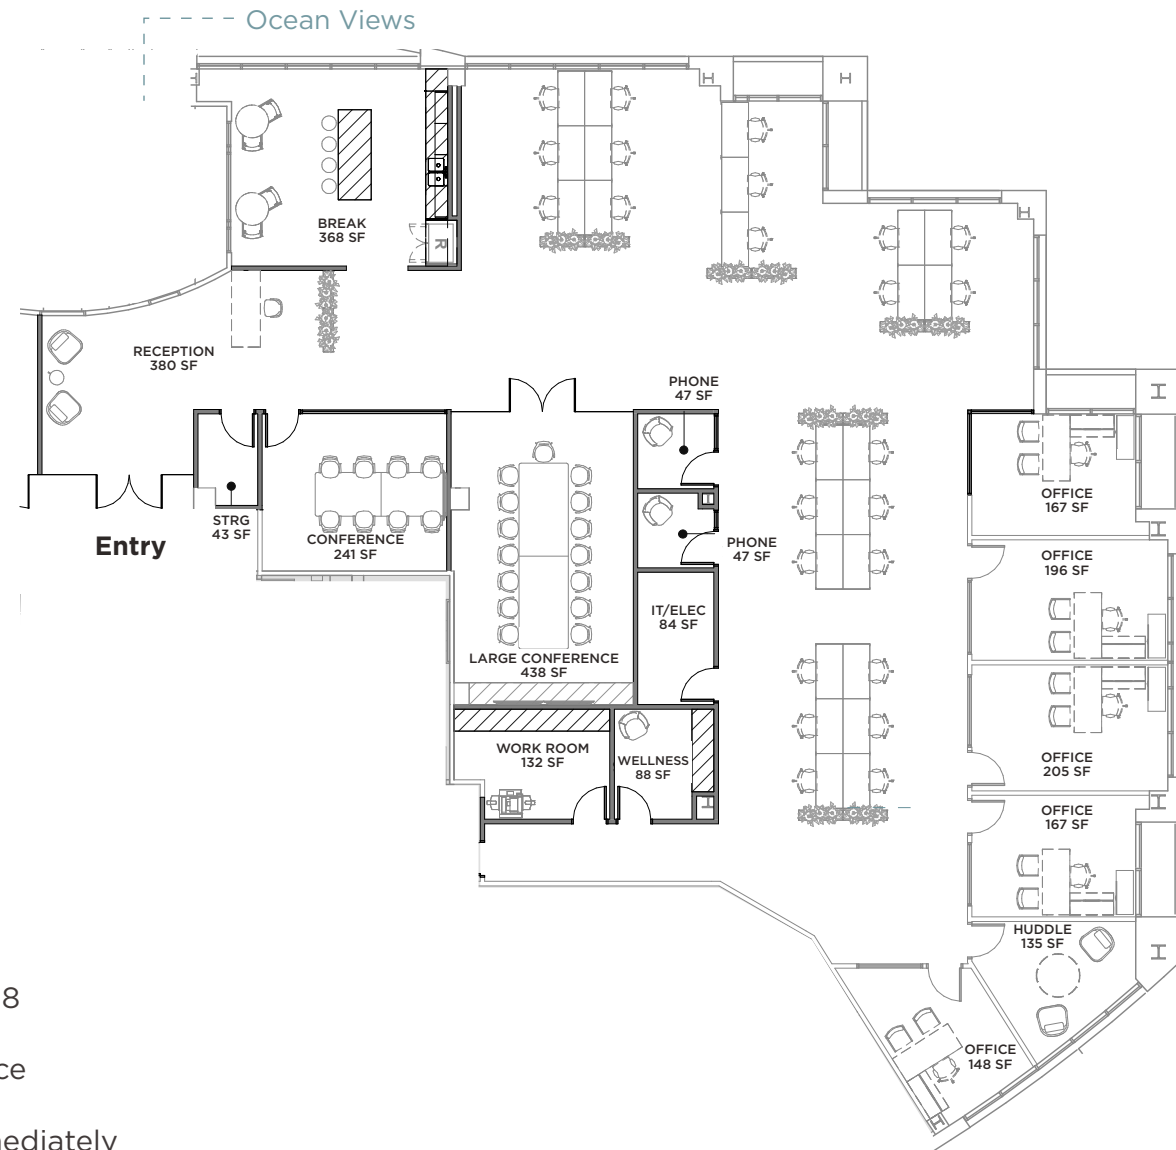 Ocean Views
BREAK
368 SF
R
RECEPTION
380 SF
PHONE
47 SF
STRG
43 SF
Entry
CONFERENCE
241 SF
PHONE
47 SF
OFFICE
167 SF
OFFICE
196 SF
IT/ELEC
84 SF
LARGE CONFERENCE
438 SF
WORK ROOM
132 SF
WELLNESS
88 SF
OFFICE
205 SF
OFFICE
167 SF
HUDDLE
135 SF
OFFICE
148 SF
8
ce
ediately